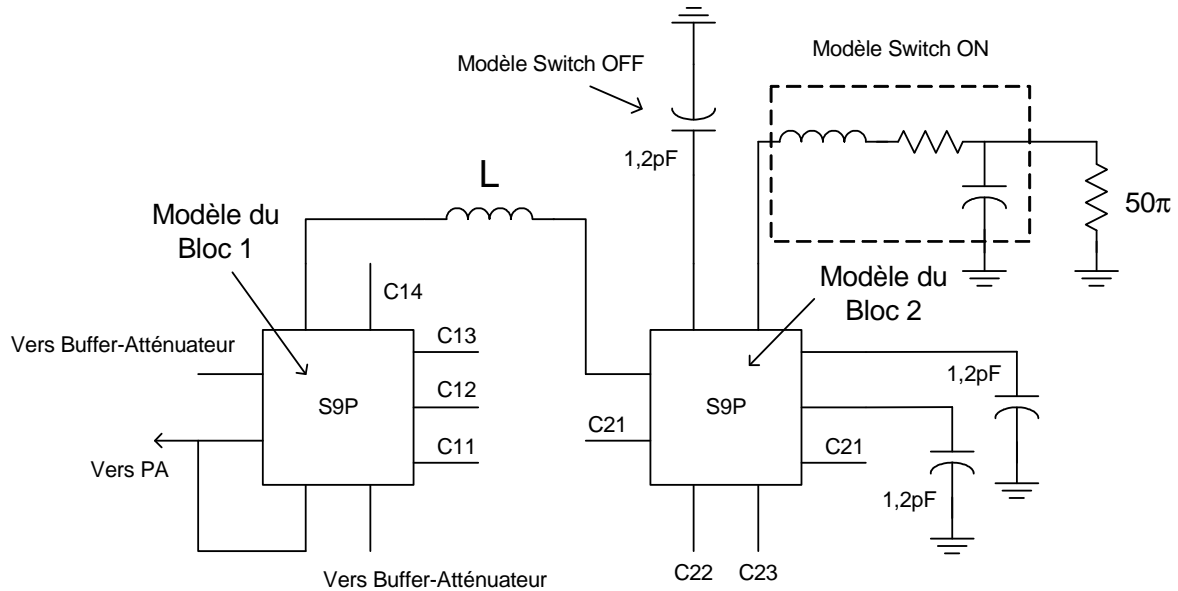 Modèle Switch OFF
Modèle Switch ON
1,2pF
L
50π
Modèle du
Bloc 1
C14
Modèle du
Bloc 2
Vers Buffer-Atténuateur
C13
1,2pF
C12
S9P
S9P
C21
C11
C21
Vers PA
1,2pF
Vers Buffer-Atténuateur
C22
C23